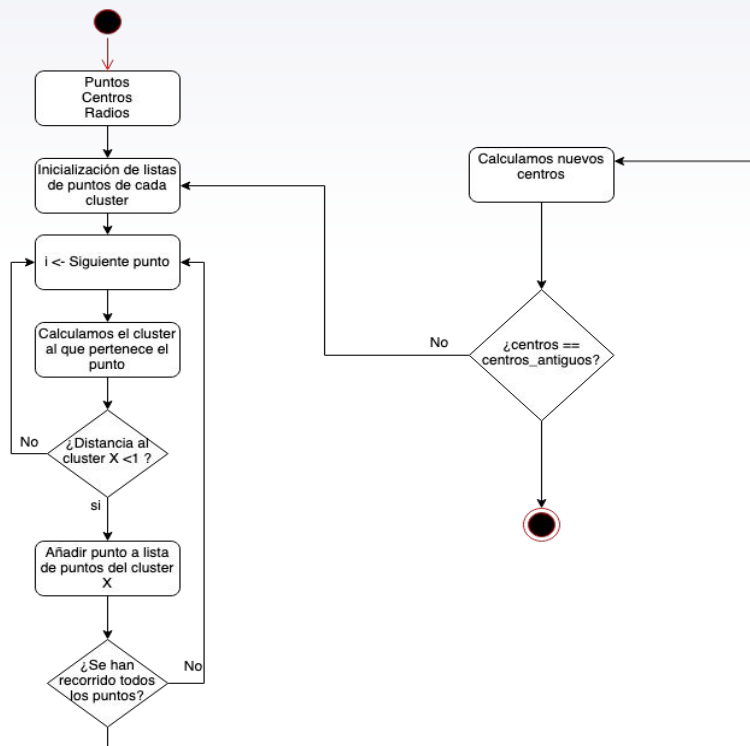 Puntos
Centros
Radios
Inicialización de listas
de puntos de cada
cluster
i <- Siguiente punto
Calculamos el cluster
al que pertenece el
punto
No
¿Distancia al
cluster X <1 ?
si
Añadir punto a lista
de puntos del cluster
X
¿Se han
recorrido todos
los puntos?
No
Calculamos nuevos
centros
No
¿centros ==
centros_antiguos?